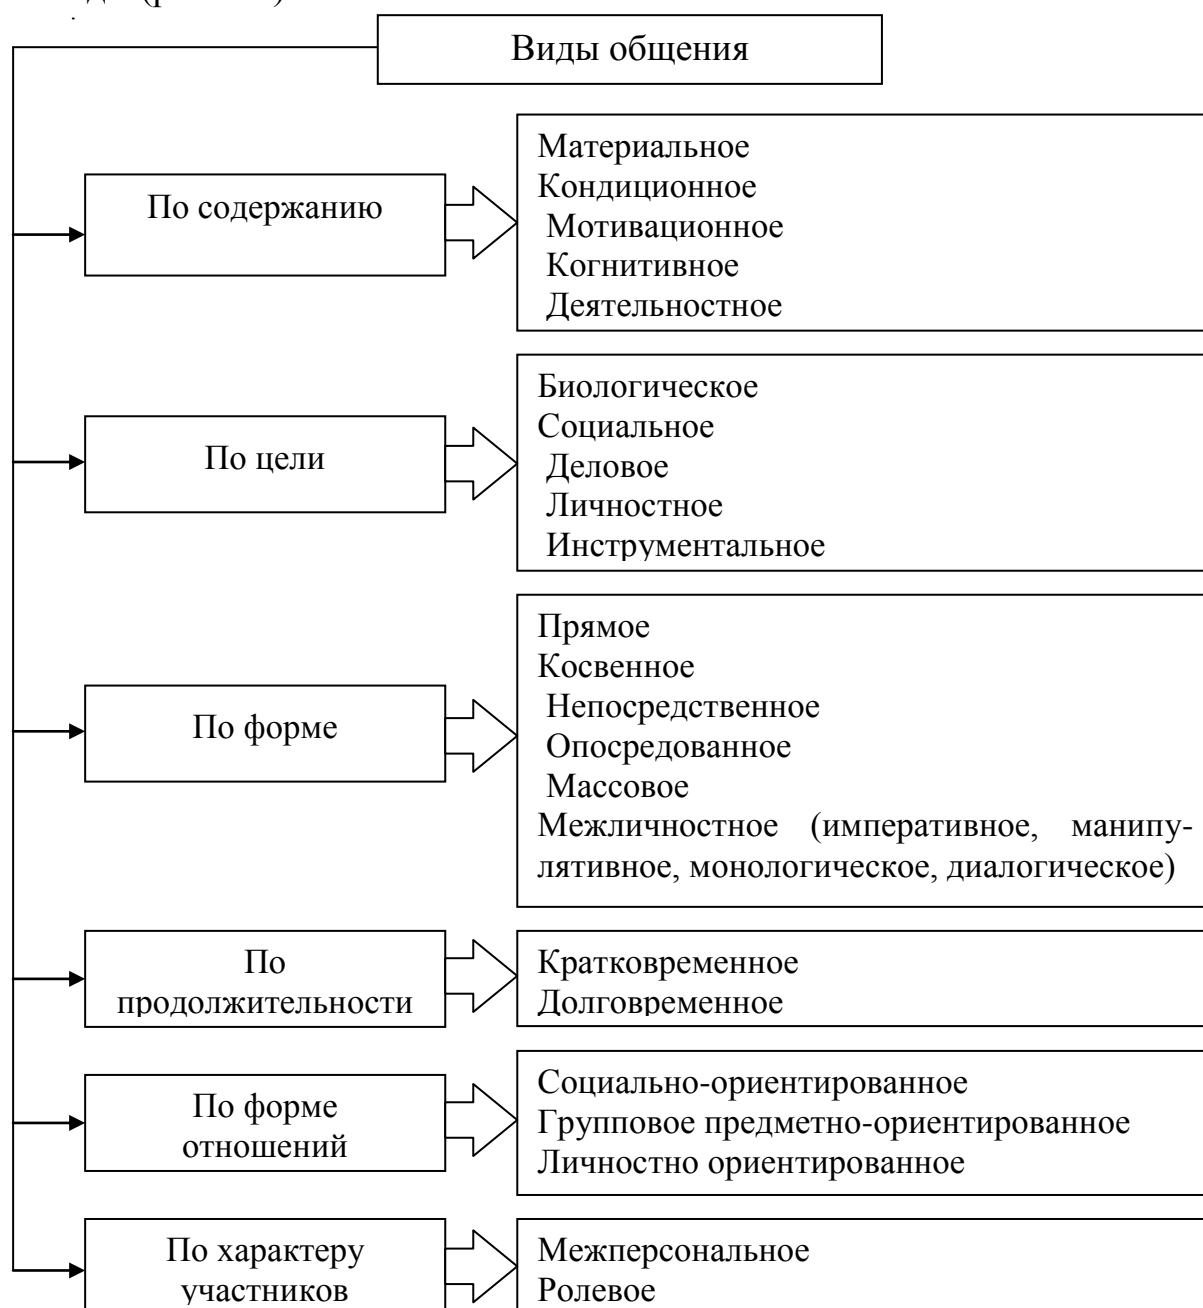 Виды общения
По содержанию
Материальное
Кондиционное
Мотивационное
Когнитивное
Деятельностное
По цели
Биологическое
Социальное
Деловое
Личностное
Инструментальное
По форме
Прямое
Косвенное
Непосредственное
Опосредованное
Массовое
Межличностное (императивное, манипу-
лятивное, монологическое, диалогическое)
По
продолжительности
Кратковременное
Долговременное
По форме
отношений
Социально-ориентированное
Групповое предметно-ориентированное
Личностно ориентированное
По характеру
участников
Межперсональное
Ролевое